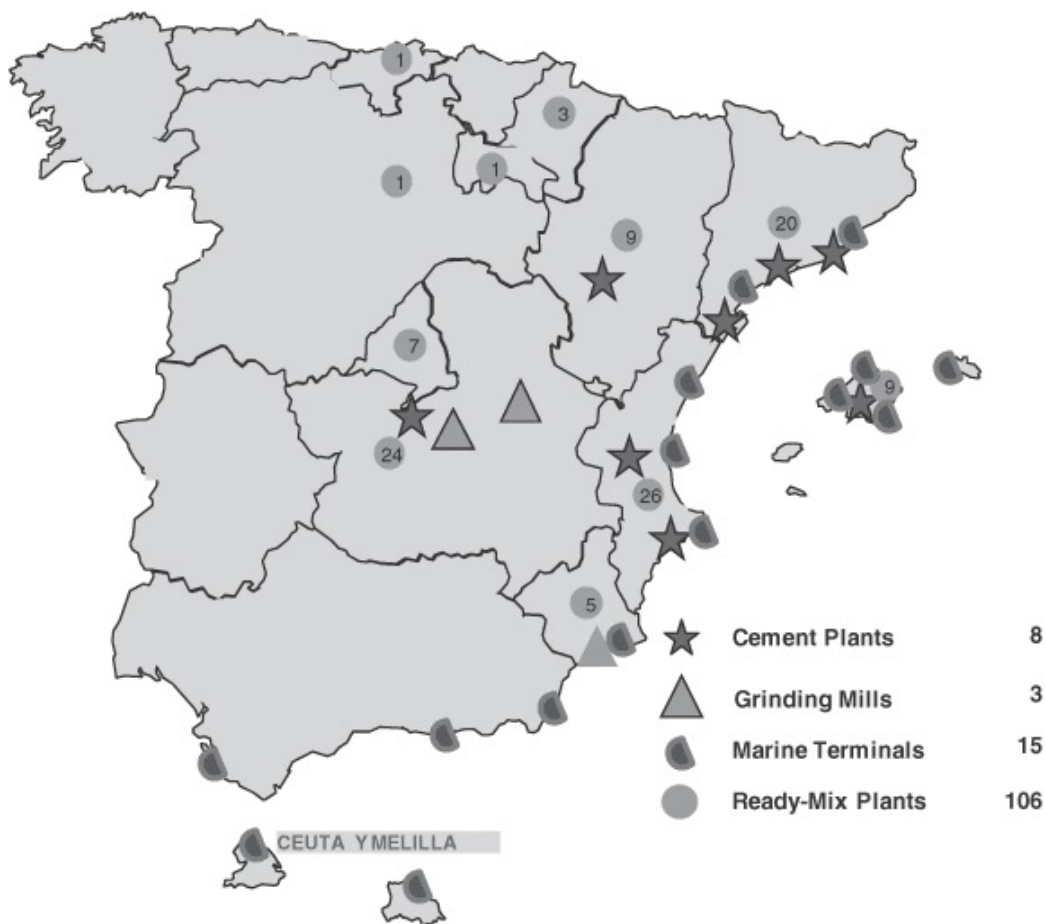 1
3
1
1
20
9
7
9
24
26
5
Cement Plants 8
Grinding Mills 3
Marine Terminals 15
Ready-Mix Plants 106
CEUTA Y MELILLA